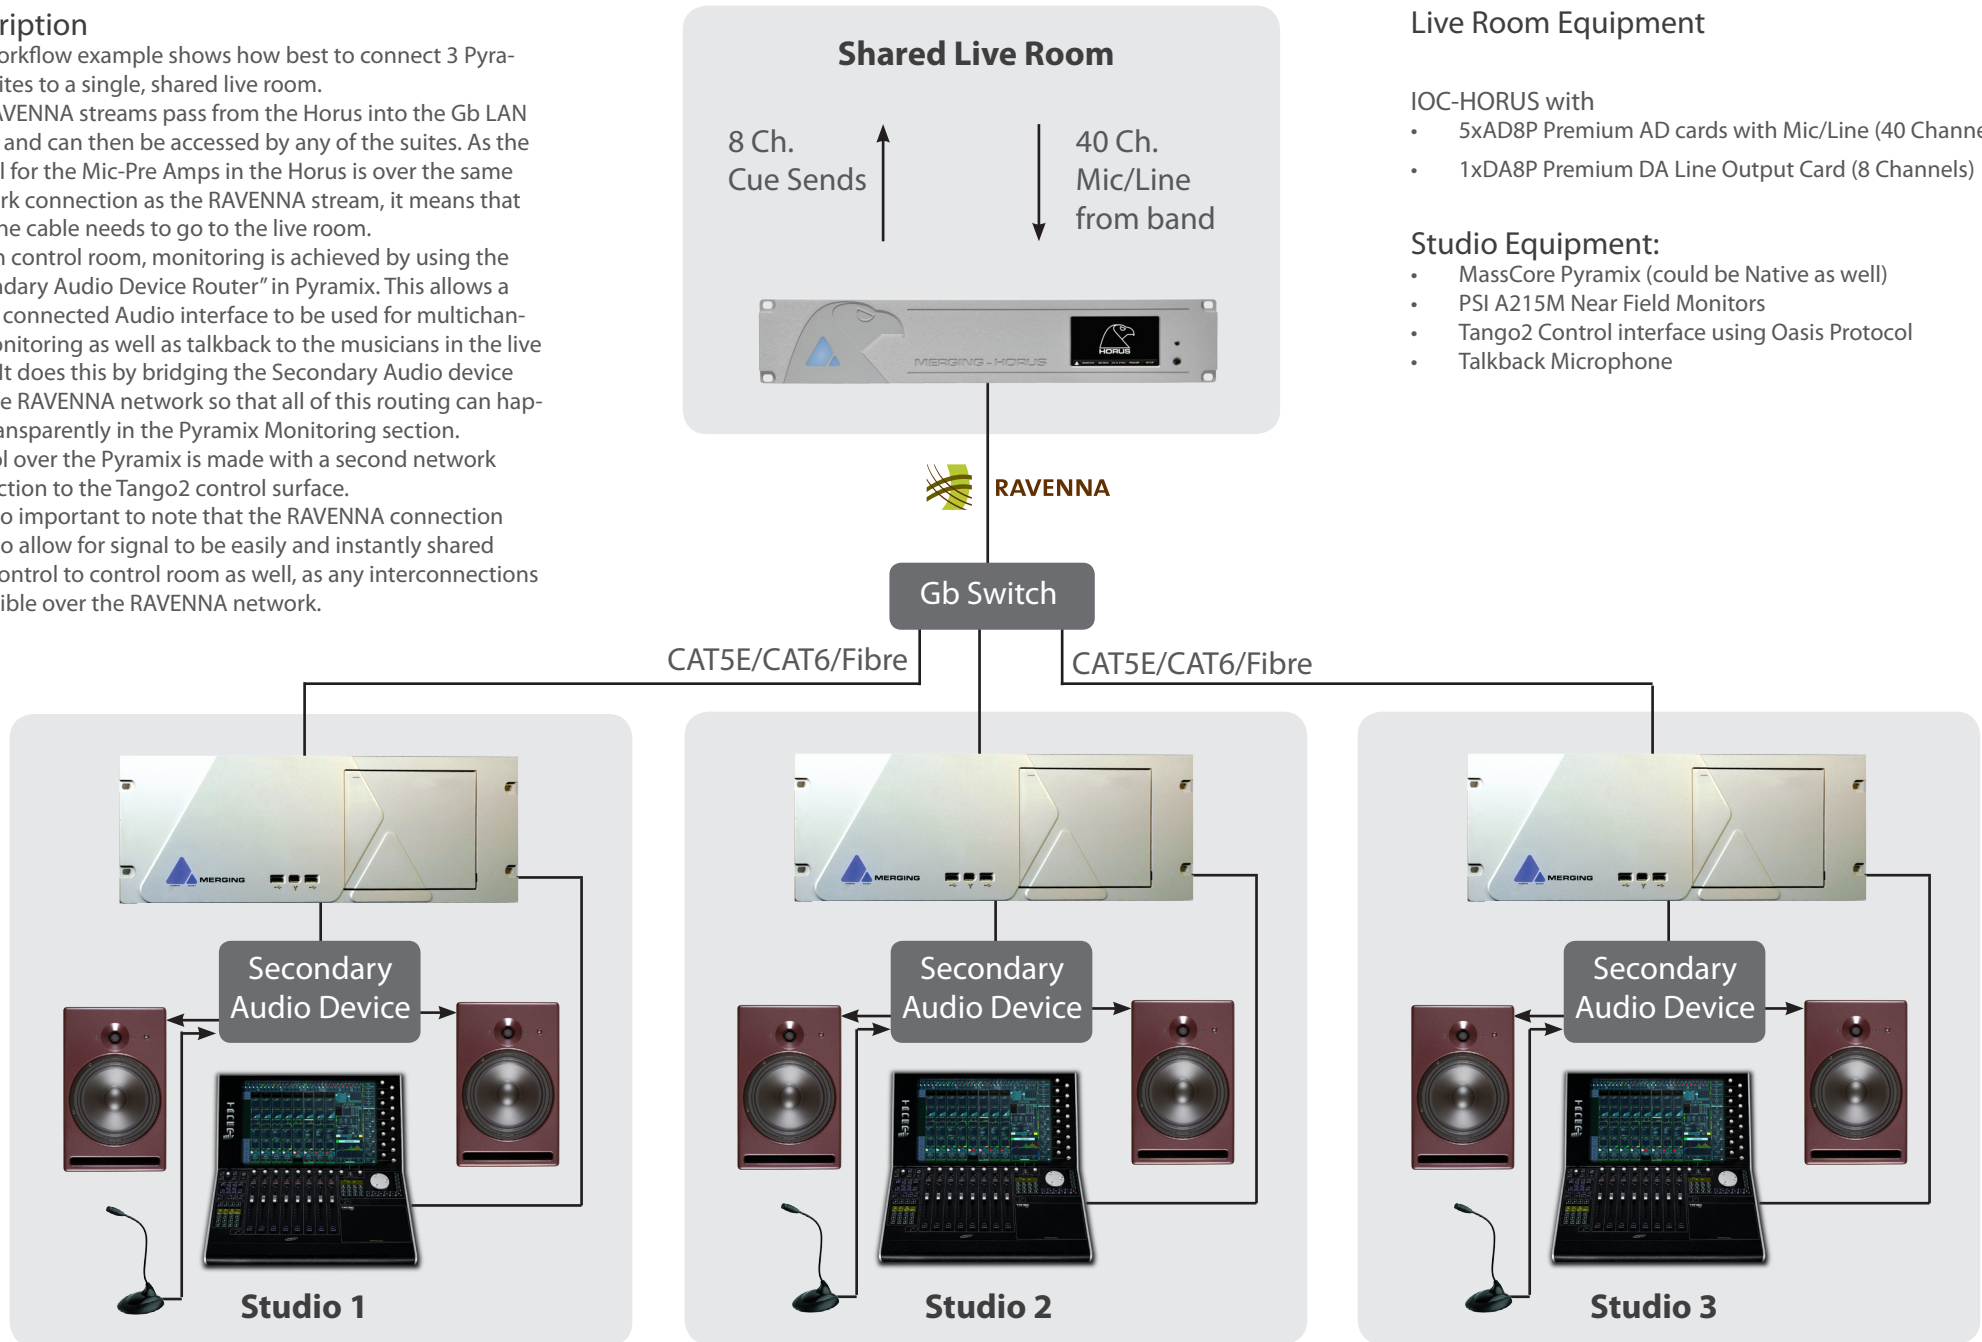 ription
orkflow example shows how best to connect 3 Pyra-
ites to a single, shared live room.
AVENNA streams pass from the Horus into the Gb LAN
and can then be accessed by any of the suites. As the
l for the Mic-Pre Amps in the Horus is over the same
rk connection as the RAVENNA stream, it means that
ne cable needs to go to the live room.
n control room, monitoring is achieved by using the
ndary Audio Device Router” in Pyramix. This allows a
connected Audio interface to be used for multichan-
onitoring as well as talkback to the musicians in the live
It does this by bridging the Secondary Audio device
e RAVENNA network so that all of this routing can hap-
ansparently in the Pyramix Monitoring section.
ol over the Pyramix is made with a second network
ction to the Tango2 control surface.
o important to note that the RAVENNA connection
o allow for signal to be easily and instantly shared
ontrol to control room as well, as any interconnections
ible over the RAVENNA network.
Shared Live Room
8 Ch.
Cue Sends
40 Ch.
Mic/Line
from band
MERGING - HORUS
HORUS
Live Room Equipment
IOC-HORUS with
• 5xAD8P Premium AD cards with Mic/Line (40 Channe
• 1xDA8P Premium DA Line Output Card (8 Channels)
Studio Equipment:
• MassCore Pyramix (could be Native as well)
• PSI A215M Near Field Monitors
• Tango2 Control interface using Oasis Protocol
• Talkback Microphone
RAVENNA
Gb Switch
CAT5E/CAT6/Fibre
CAT5E/CAT6/Fibre
MERGING
Secondary
Audio Device
Studio 1
MERGING
Secondary
Audio Device
Studio 2
MERGING
Secondary
Audio Device
Studio 3